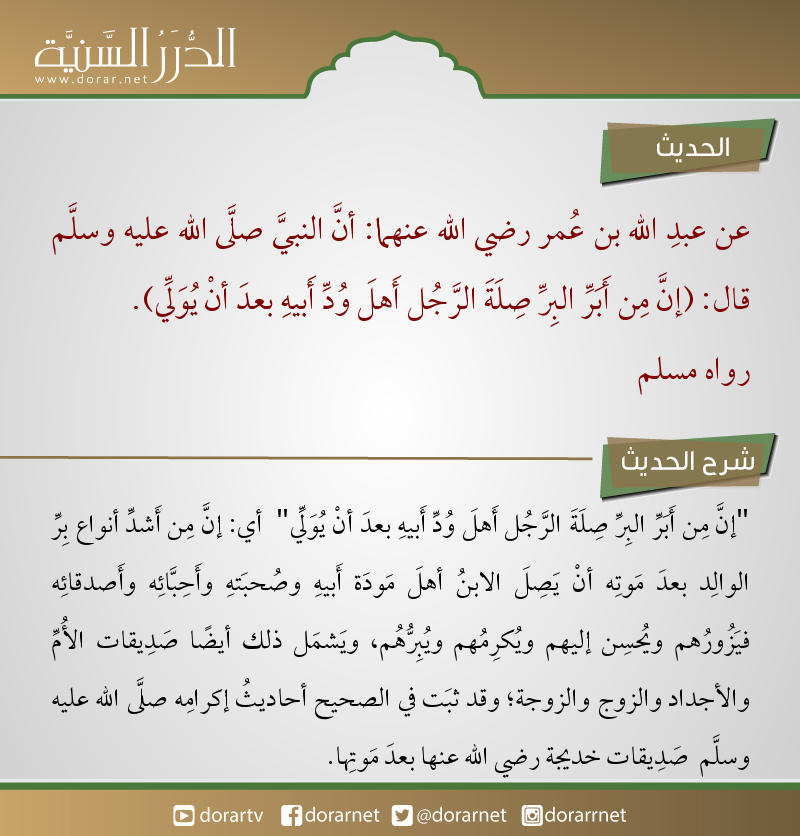 الدُّرَرُ السَّنِيَّة
www.dorar.net
الحديث
عن عبدِ الله بن عُمر رضي الله عنهما: أنَّ النبيَّ صلَّى الله عليه وسلَّم
قال: (إنَّ مِن أَبَرِّ البِرِّ صِلَةَ الرَّجُل أَهلَ وُدِّ أَبيهِ بعدَ أنْ يُوَلِّي).
رواه مسلم
شرح الحديث
"إنَّ مِن أَبَرِّ البِرِّ صِلَةَ الرَّجُل أَهلَ وُدِّ أَبيهِ بعدَ أنْ يُوَلِّي" أي: إنَّ مِن أَشدِّ أنواع بِرِّ
الوالِد بعدَ مَوتِه أنْ يَصِلَ الابنُ أهلَ مَودَة أَبيهِ وصُحبَتهِ وأَحِبَّائِه وأَصدقائِه
فيَزُورُهم ويُحسِن إليهم ويُكرِمُهم ويُبِرُّهُم، ويَشمَل ذلك أيضًا صَدِيقات الأُمِّ
والأجداد والزوج والزوجة؛ وقد ثبَت في الصحيح أحاديثُ إكرامِه صلَّى الله عليه
وسلَّم صَدِيقات خديجة رضي الله عنها بعدَ مَوتِها.
dorartv dorarnet @dorarnet dorarrnet